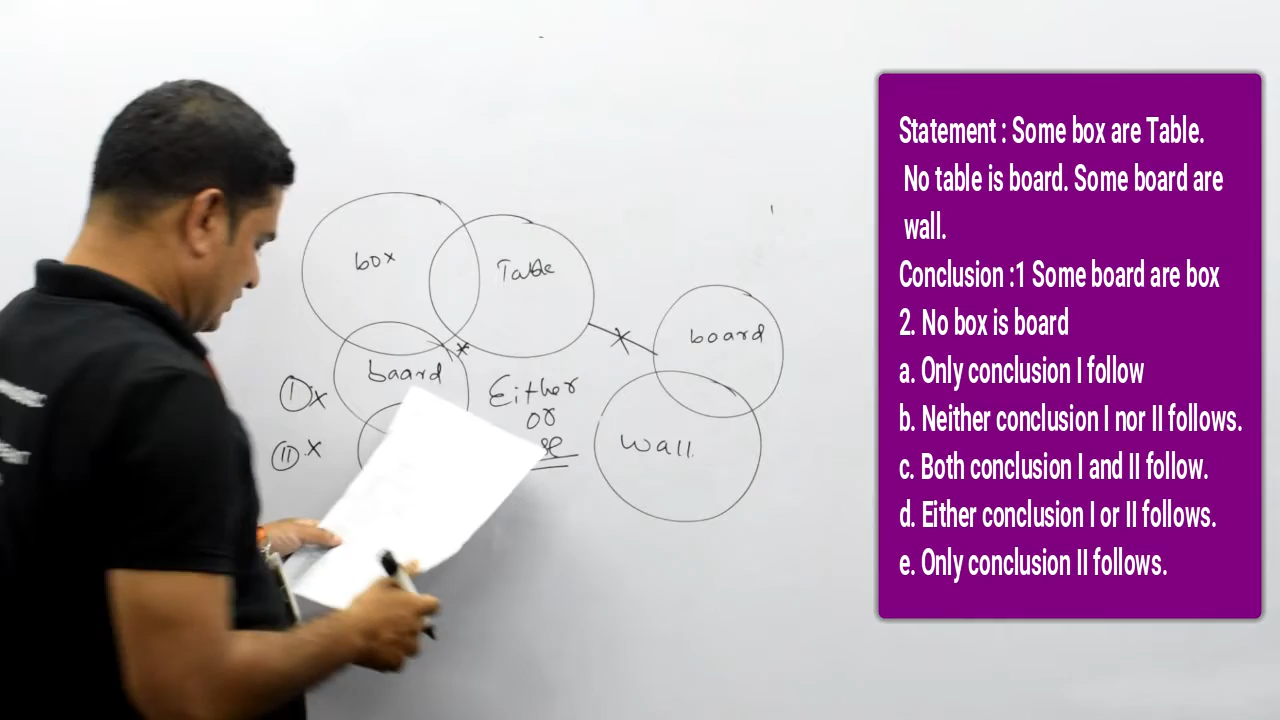 box
Table
board
baard
I x
Either
or
II x
Wall
Statement : Some box are Table.
No table is board. Some board are
wall.
Conclusion :1 Some board are box
2. No box is board
a. Only conclusion I follow
b. Neither conclusion I nor II follows.
c. Both conclusion I and II follow.
d. Either conclusion I or II follows.
e. Only conclusion II follows.